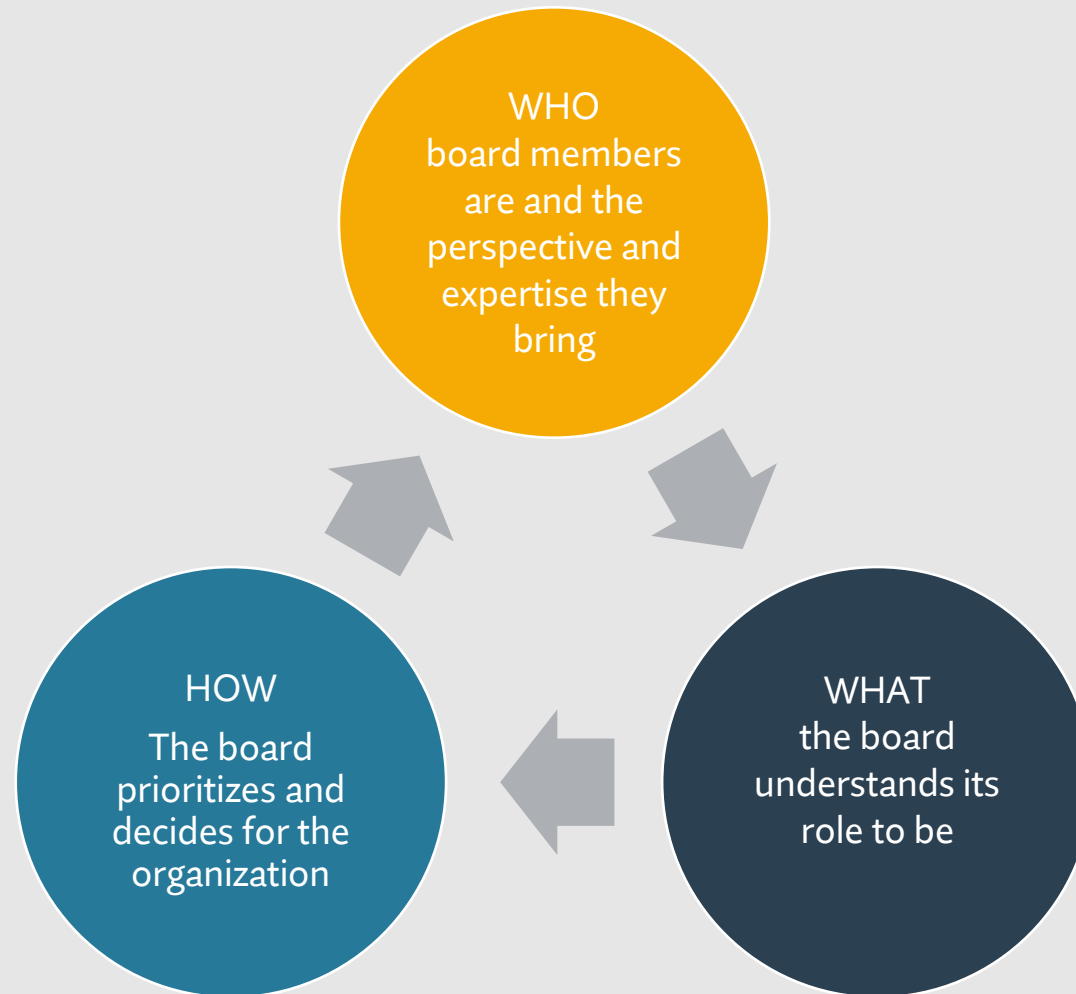 WHO
board members
are and the
perspective and
expertise they
bring
WHAT
the board
understands its
role to be
HOW
The board
prioritizes and
decides for the
organization